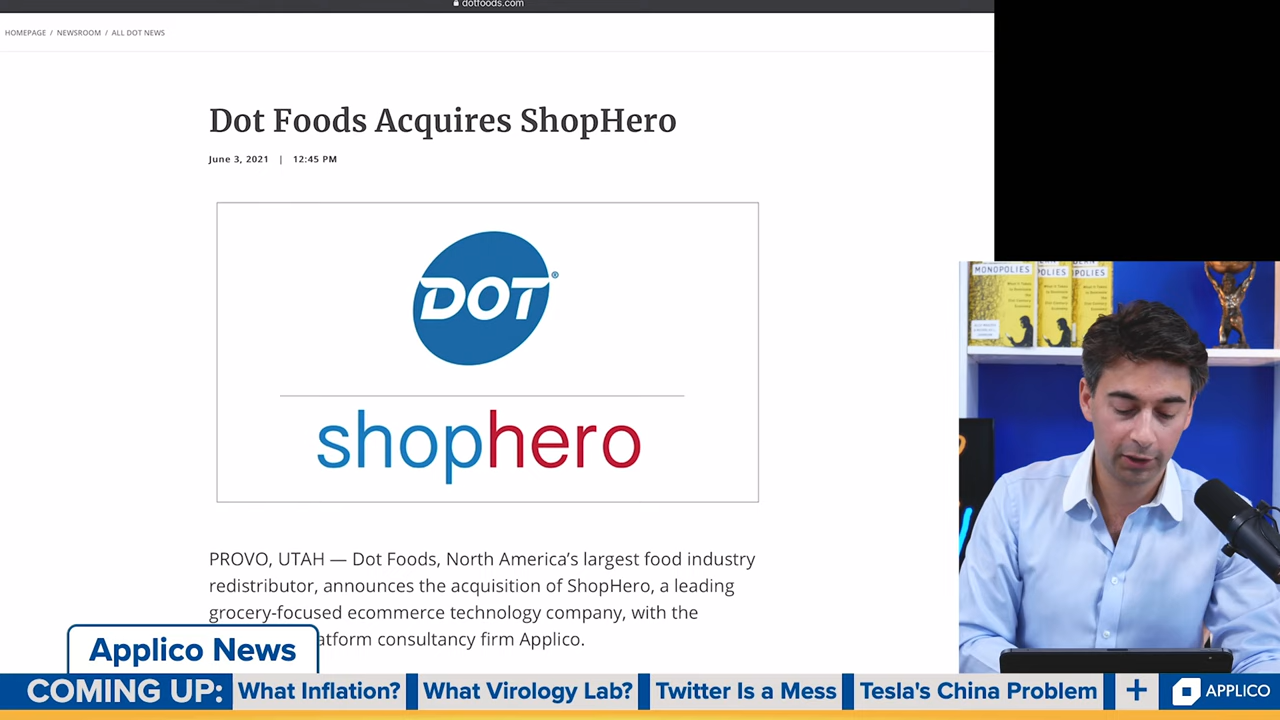 dotfoods.com
HOMEPAGE / NEWSROOM / ALL DOT NEWS
Dot Foods Acquires ShopHero
June 3, 2021 | 12:45 PM
DOT®
shophero
PROVO, UTAH — Dot Foods, North America’s largest food industry
redistributor, announces the acquisition of ShopHero, a leading
grocery-focused ecommerce technology company, with the
consultancy firm Applico.
MONOPOLIES
Applico News
COMING UP: What Inflation? What Virology Lab? Twitter Is a Mess Tesla's China Problem + APPLICO